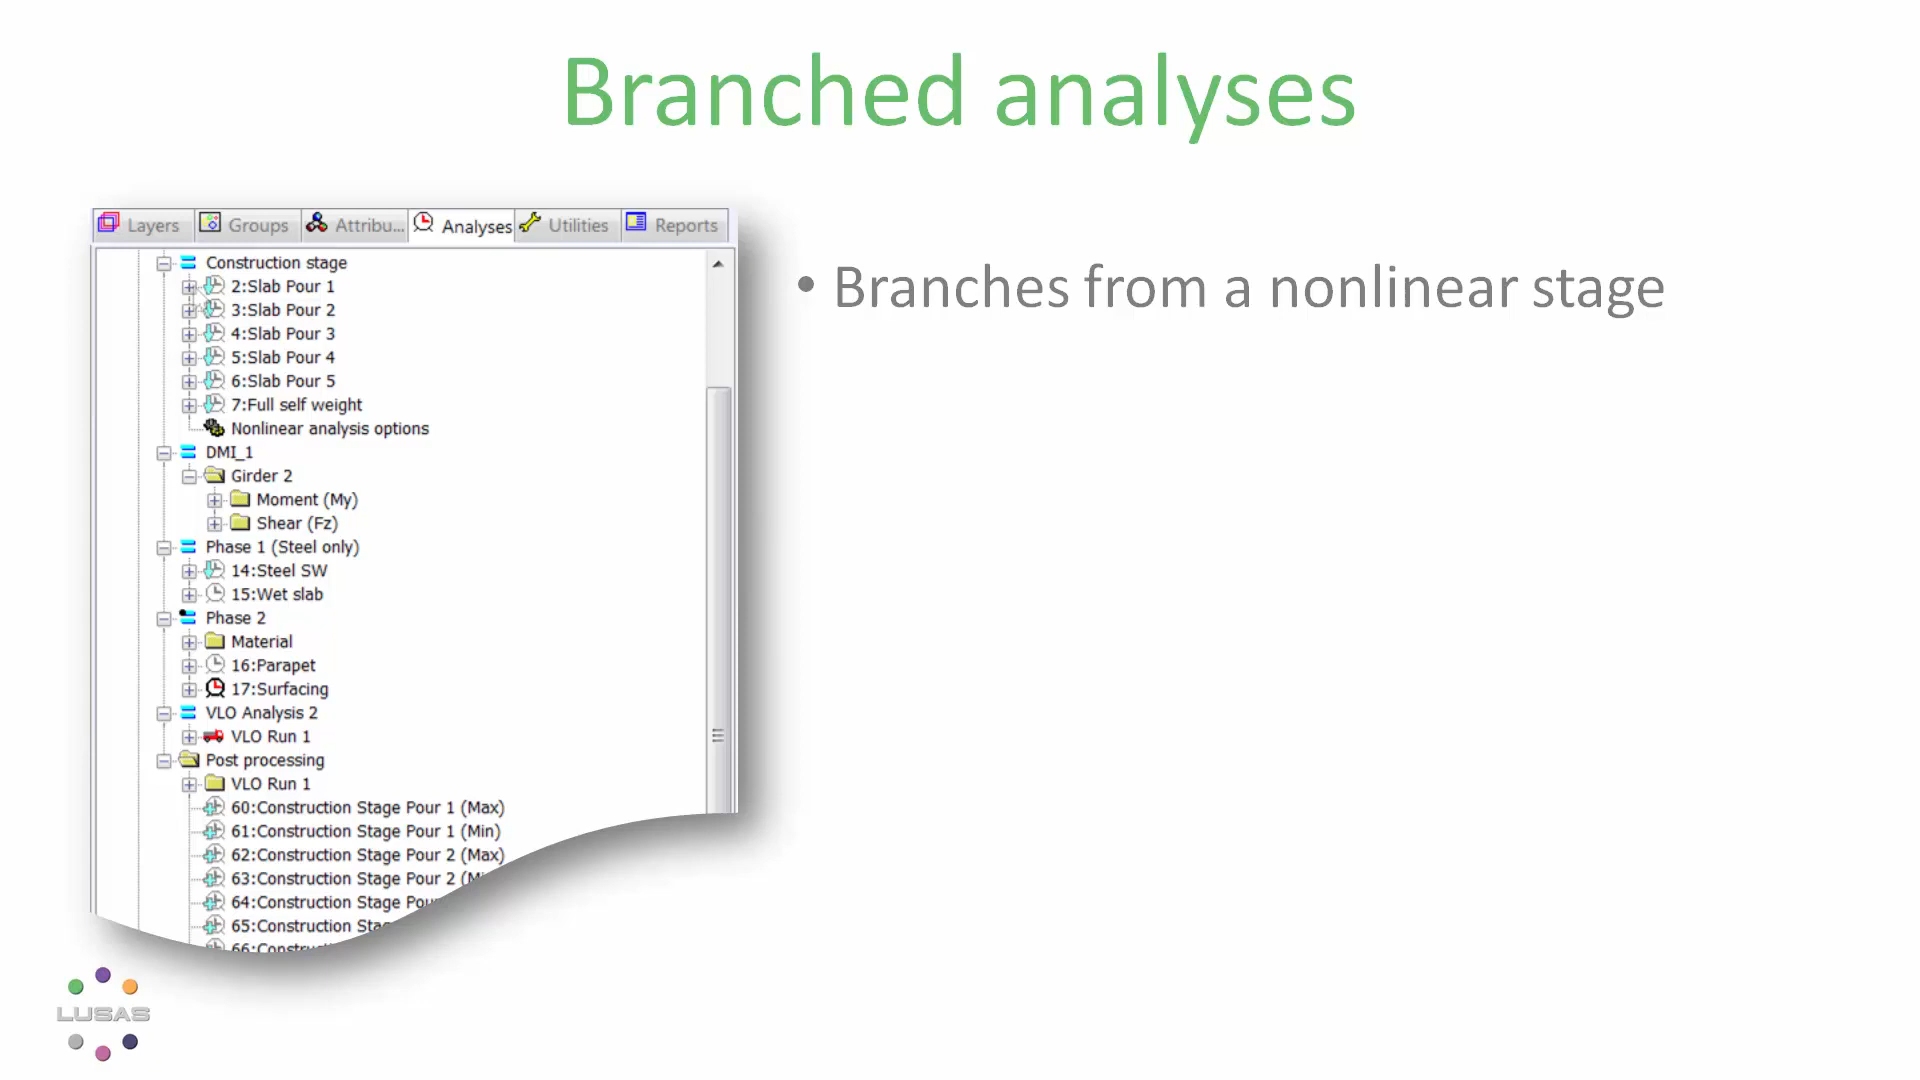 Branched analyses
Layers Groups Attribu... Analyses Utilities Reports
Construction stage
2:Slab Pour 1
3:Slab Pour 2
4:Slab Pour 3
5:Slab Pour 4
6:Slab Pour 5
7:Full self weight
Nonlinear analysis options
DMI_1
Girder 2
Moment (My)
Shear (Fz)
Phase 1 (Steel only)
14:Steel SW
15:Wet slab
Phase 2
Material
16:Parapet
17:Surfacing
VLO Analysis 2
VLO Run 1
Post processing
VLO Run 1
60:Construction Stage Pour 1 (Max)
61:Construction Stage Pour 1 (Min)
62:Construction Stage Pour 2 (Max)
63:Construction Stage Pour 2
64:Construction Stage
65:Construction
• Branches from a nonlinear stage
LUSAS